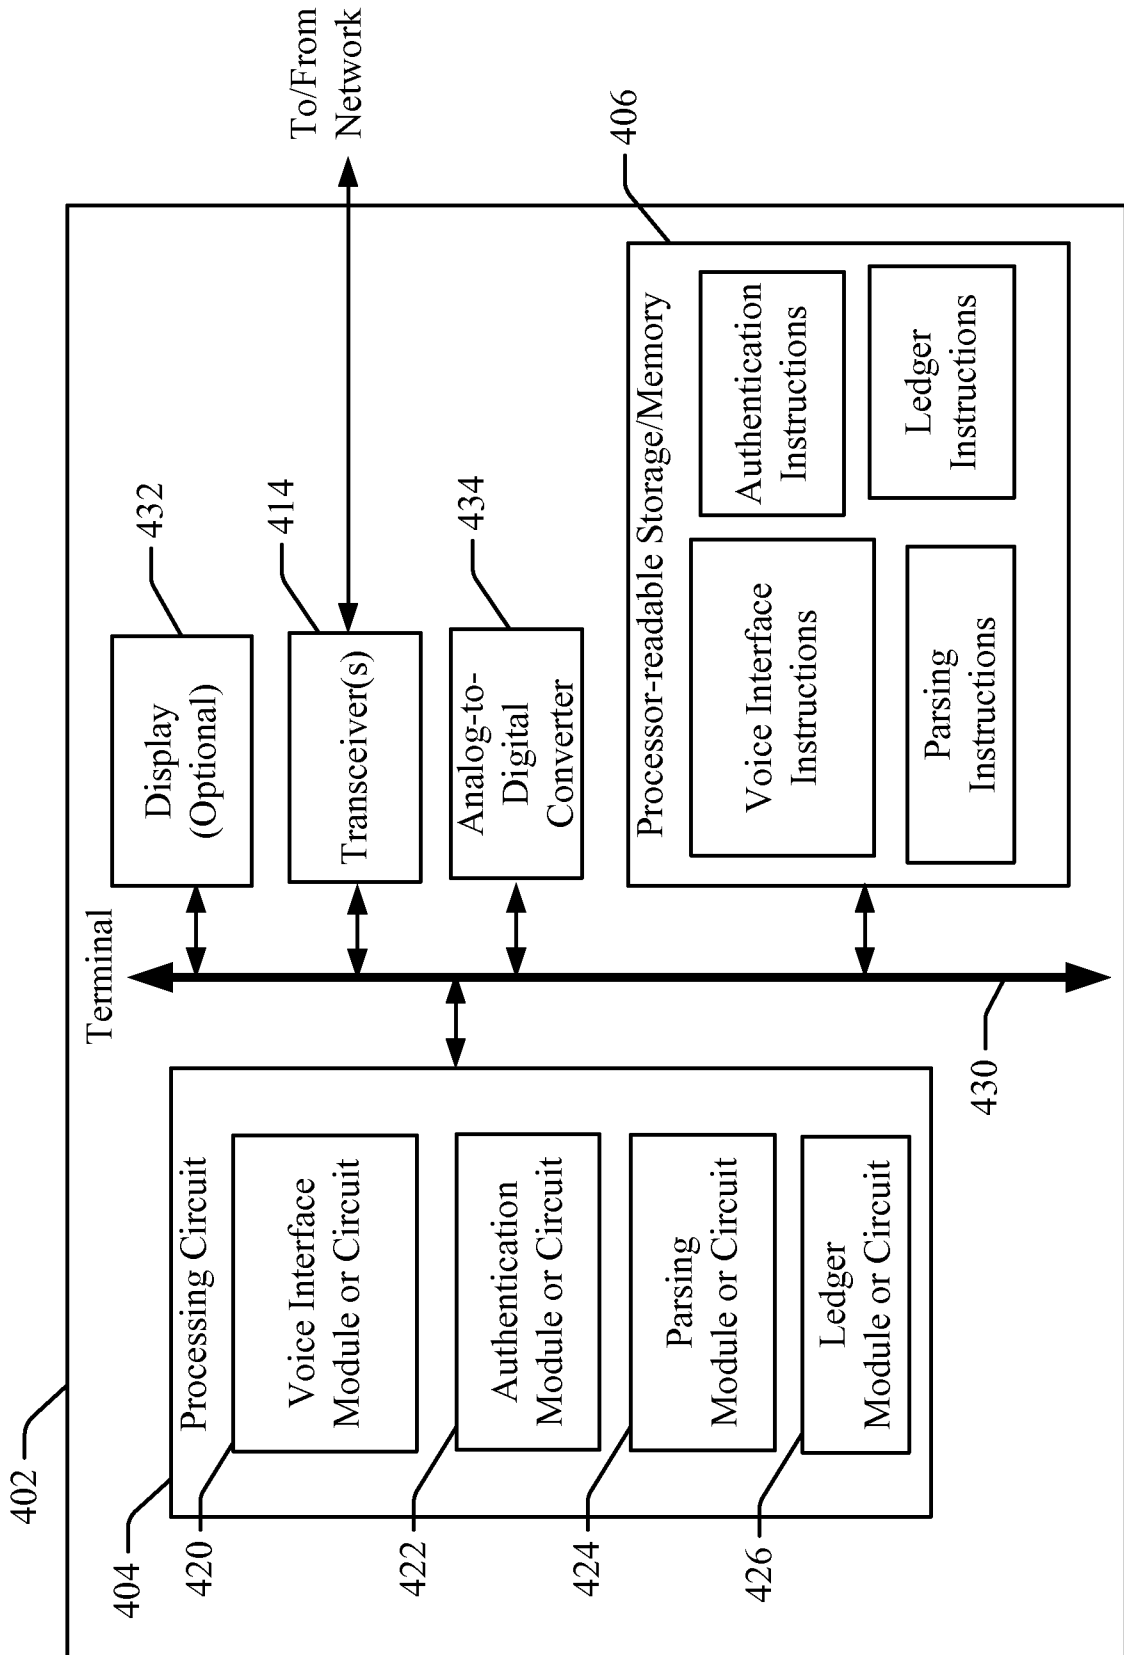 402
404
Terminal
Processing Circuit
420
Voice Interface
Module or Circuit
422
Authentication
Module or Circuit
424
Parsing
Module or Circuit
426
Ledger
Module or Circuit
430
Display
(Optional)
432
Transceiver(s)
414
To/From
Network
Analog-to-
Digital
Converter
434
406
Processor-readable Storage/Memory
Voice Interface
Instructions
Authentication
Instructions
Parsing
Instructions
Ledger
Instructions